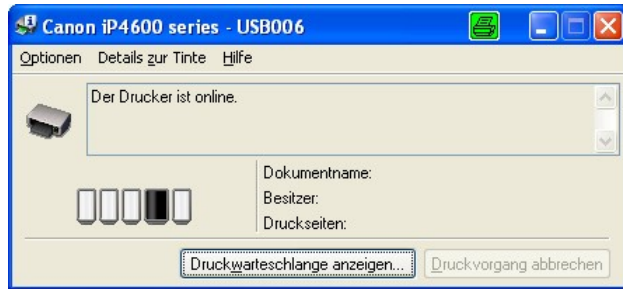 Canon iP4600 series - USB006
Optionen Details zur Tinte Hilfe
Der Drucker ist online.
Dokumentname:
Besitzer:
Druckseiten:
Druckwarteschlange anzeigen... Druckvorgang abbrechen